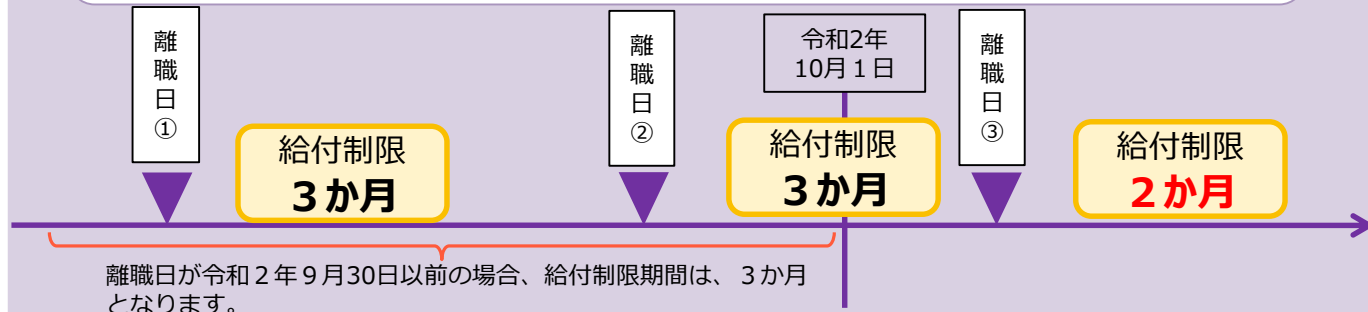 離職日①
離職日②
令和2年
10月１日
離職日③
給付制限
３か月
給付制限
３か月
給付制限
２か月
離職日が令和２年９月30日以前の場合、給付制限期間は、３か月
となります。